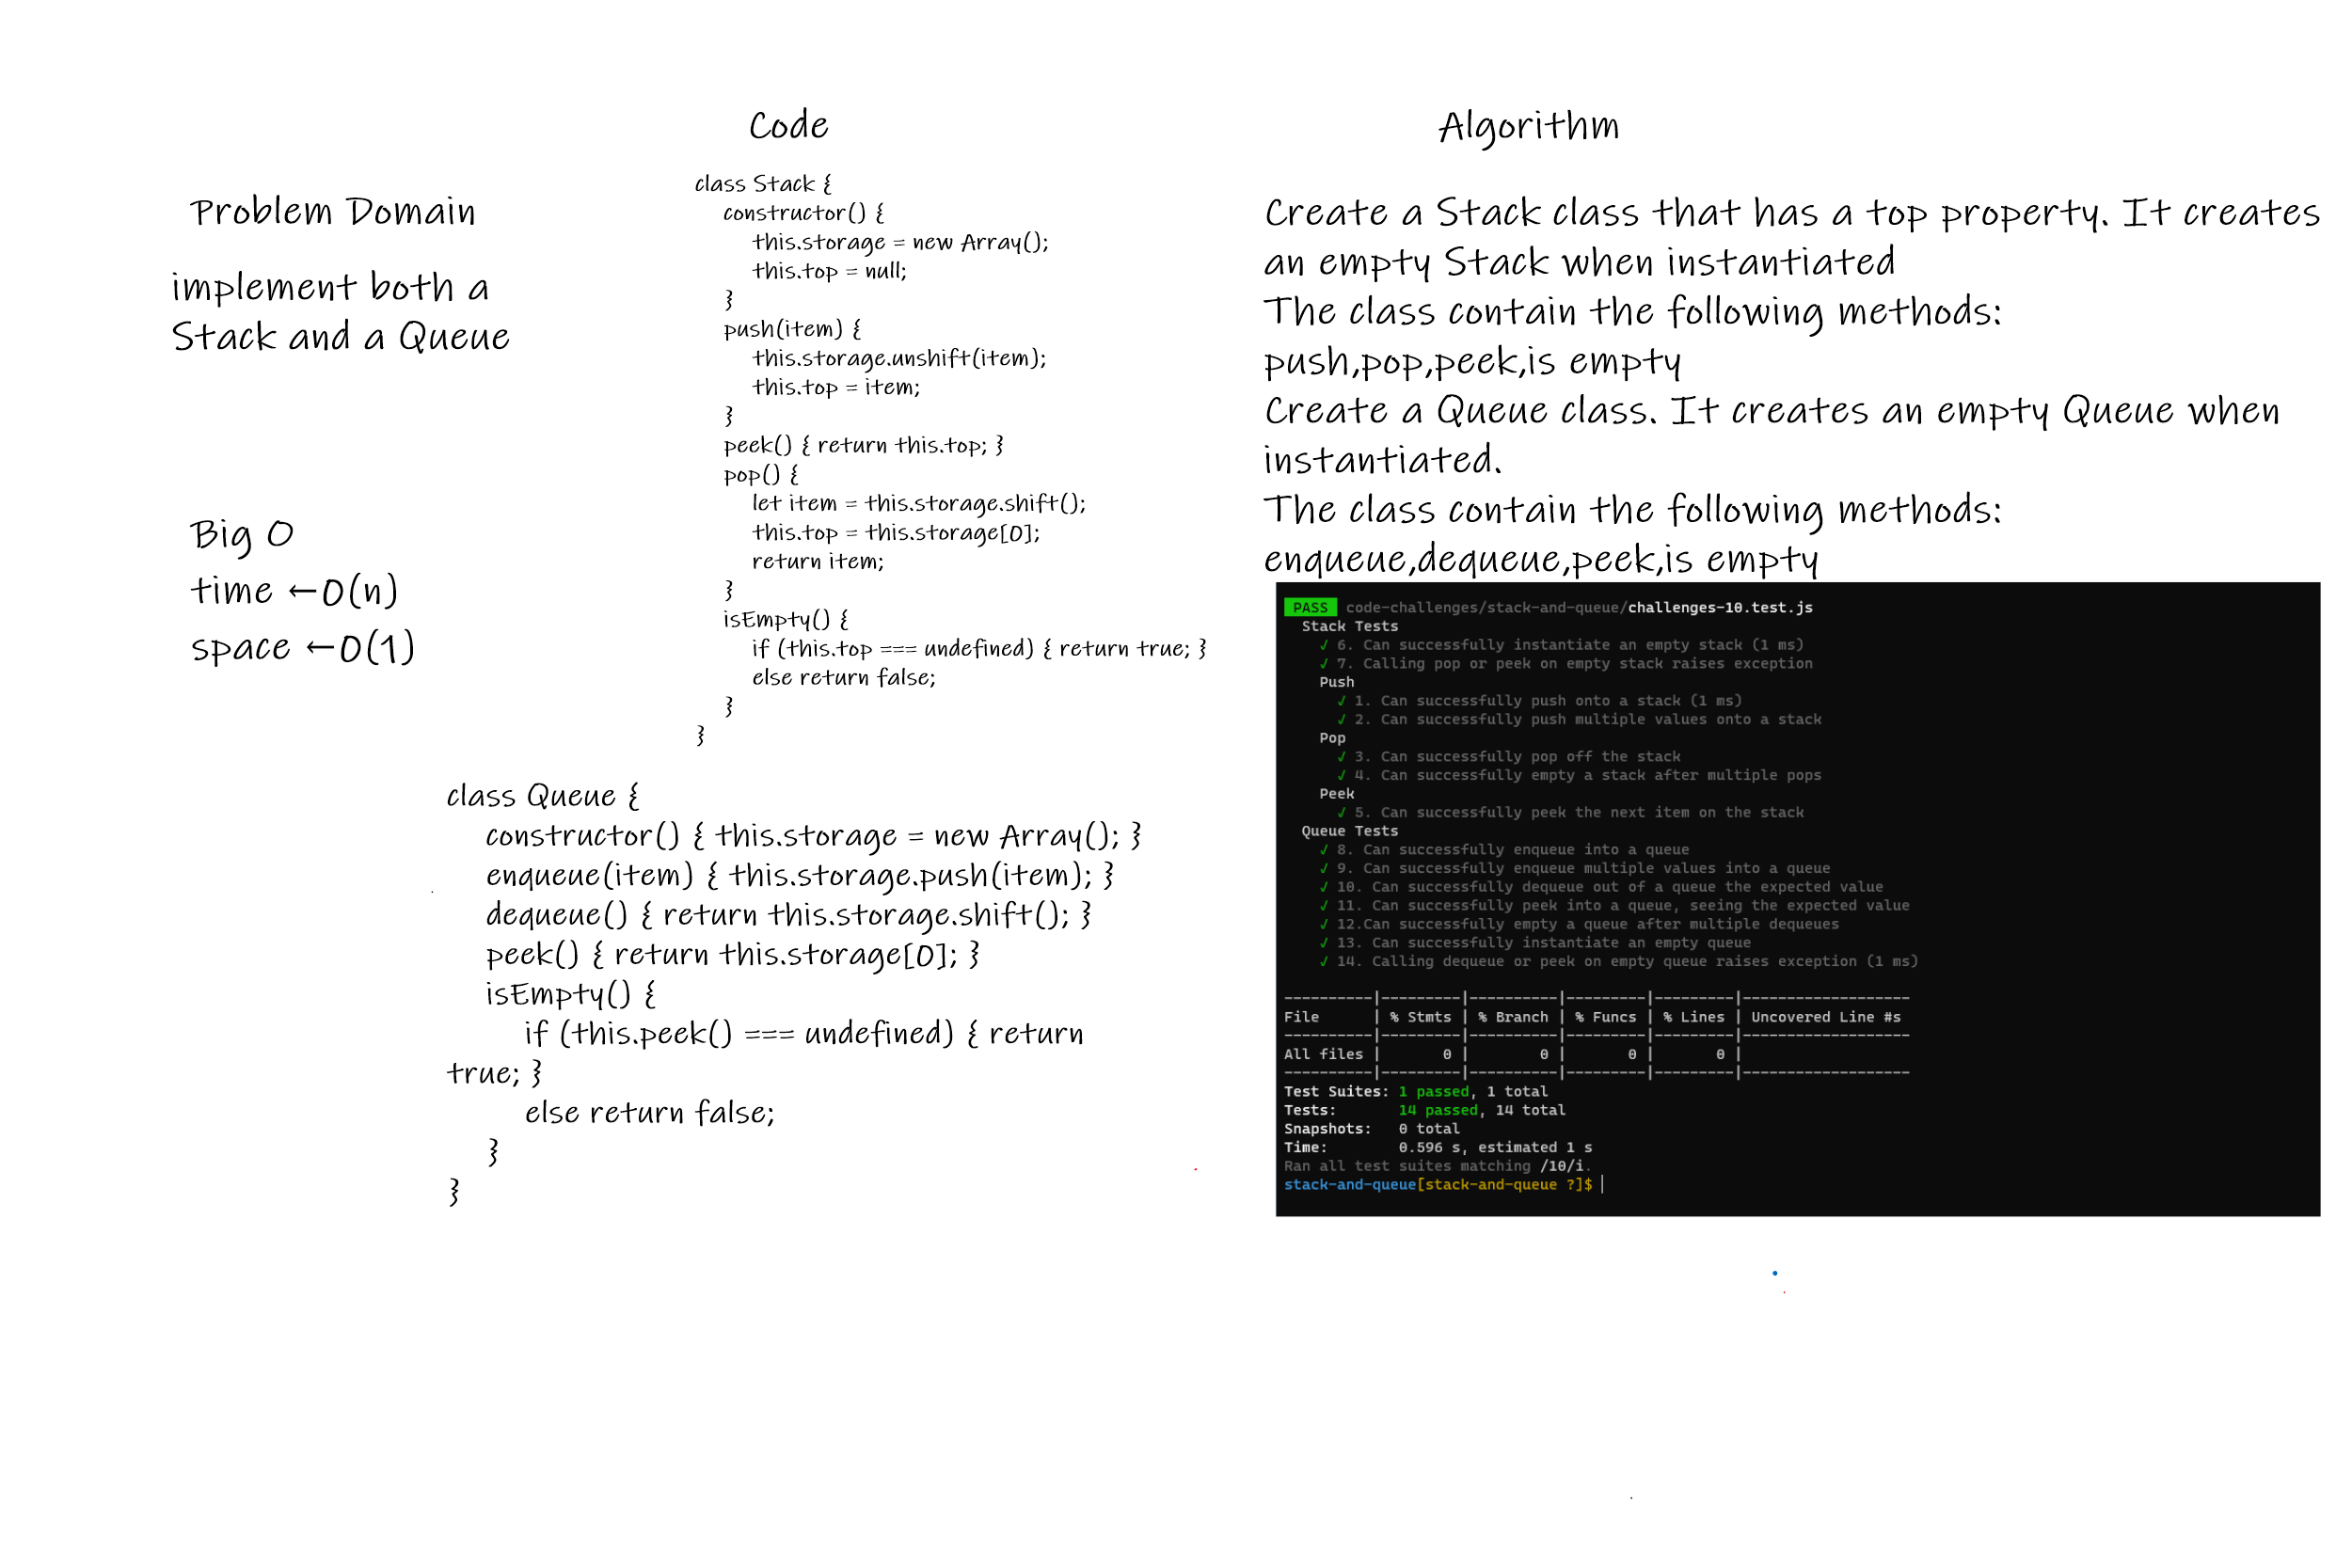 Problem Domain
implement both a
Stack and a Queue
Big O
time ←O(n)
space ←O(1)
Code
class Stack {
constructor() {
this.storage = new Array();
this.top = null;
}
push(item) {
this.storage.unshift(item);
this.top = item;
}
peek() { return this.top; }
pop() {
let item = this.storage.shift();
this.top = this.storage[0];
return item;
}
isEmpty() {
if (this.top === undefined) { return true; }
else return false;
}
}
class Queue {
constructor() { this.storage = new Array(); }
enqueue(item) { this.storage.push(item); }
dequeue() { return this.storage.shift(); }
peek() { return this.storage[0]; }
isEmpty() {
if (this.peek() === undefined) { return
true; }
else return false;
}
}
Algorithm
Create a Stack class that has a top property. It creates
an empty Stack when instantiated
The class contain the following methods:
push,pop,peek,is empty
Create a Queue class. It creates an empty Queue when
instantiated.
The class contain the following methods:
enqueue,dequeue,peek,is empty
PASS code-challenges/stack-and-queue/challenges-10.test.js
Stack Tests
√ 6. Can successfully instantiate an empty stack (1 ms)
√ 7. Calling pop or peek on empty stack raises exception
Push
√ 1. Can successfully push onto a stack (1 ms)
√ 2. Can successfully push multiple values onto a stack
Pop
√ 3. Can successfully pop off the stack
√ 4. Can successfully empty a stack after multiple pops
Peek
√ 5. Can successfully peek the next item on the stack
Queue Tests
√ 8. Can successfully enqueue into a queue
√ 9. Can successfully enqueue multiple values into a queue
√ 10. Can successfully dequeue out of a queue the expected value
√ 11. Can successfully peek into a queue, seeing the expected value
√ 12.Can successfully empty a queue after multiple dequeues
√ 13. Can successfully instantiate an empty queue
√ 14. Calling dequeue or peek on empty queue raises exception (1 ms)
----------|---------|----------|---------|---------|-------------------
File | % Stmts | % Branch | % Funcs | % Lines | Uncovered Line #s
----------|---------|----------|---------|---------|-------------------
All files | 0 | 0 | 0 | 0 |
----------|---------|----------|---------|---------|-------------------
Test Suites: 1 passed, 1 total
Tests: 14 passed, 14 total
Snapshots: 0 total
Time: 0.596 s, estimated 1 s
Ran all test suites matching /10/i.
stack-and-queue[stack-and-queue ?]$